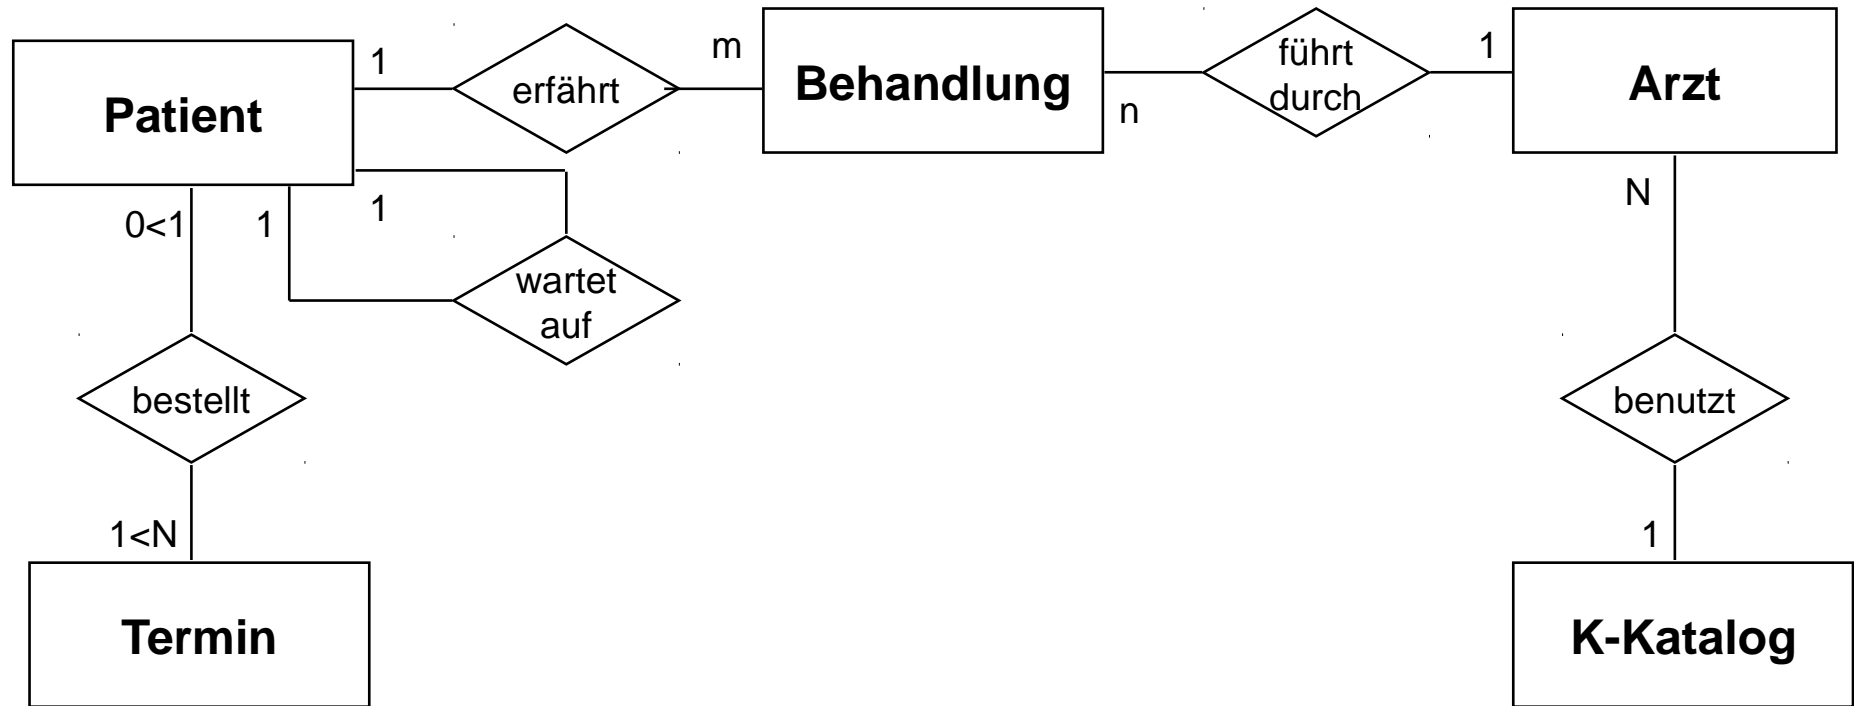 1
m
führt
1
Patient
erfährt
Behandlung
durch
Arzt
n
0<1
1
1
N
wartet
auf
bestellt
benutzt
1<N
1
Termin
K-Katalog